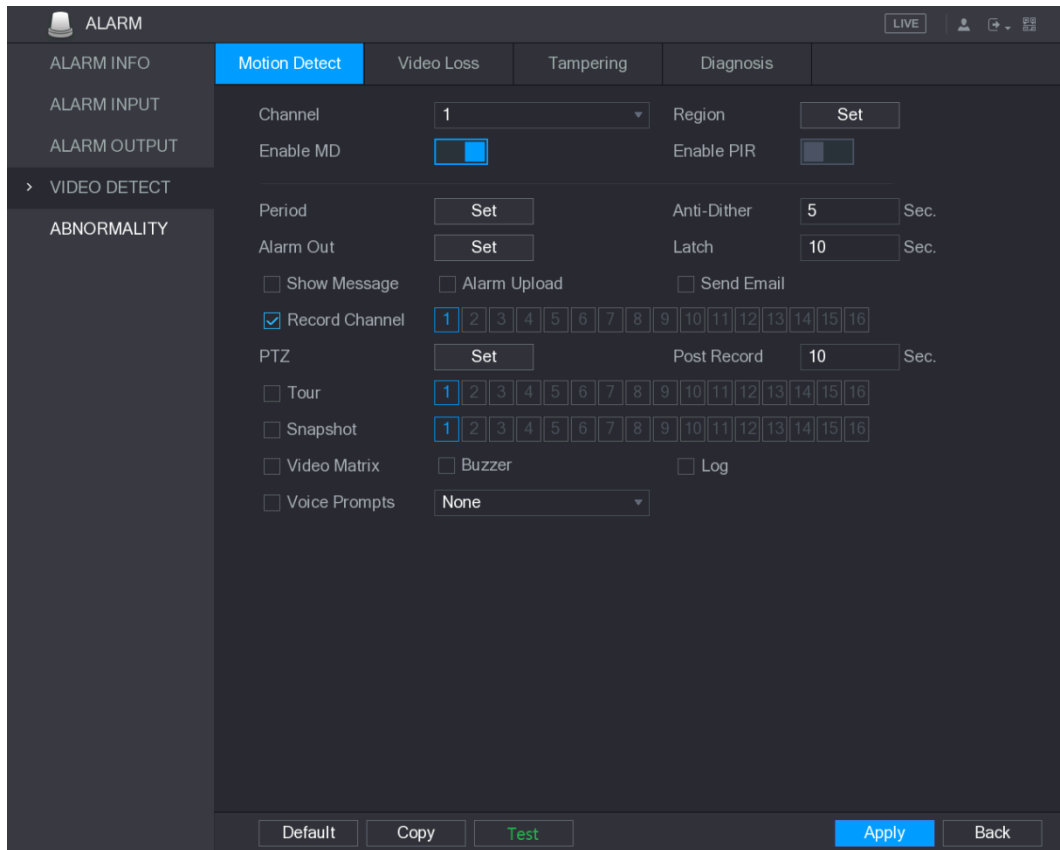 ALARM LIVE
ALARM INFO
ALARM INPUT
ALARM OUTPUT
> VIDEO DETECT
ABNORMALITY
Motion Detect Video Loss Tampering Diagnosis
Channel 1 Region Set
Enable MD Enable PIR
Period Set Anti-Dither 5 Sec.
Alarm Out Set Latch 10 Sec.
Show Message Alarm Upload Send Email
Record Channel 1 2 3 4 5 6 7 8 9 10 11 12 13 14 15 16
PTZ Set Post Record 10 Sec.
Tour 1 2 3 4 5 6 7 8 9 10 11 12 13 14 15 16
Snapshot 1 2 3 4 5 6 7 8 9 10 11 12 13 14 15 16
Video Matrix Buzzer Log
Voice Prompts None
Default Copy Test Apply Back